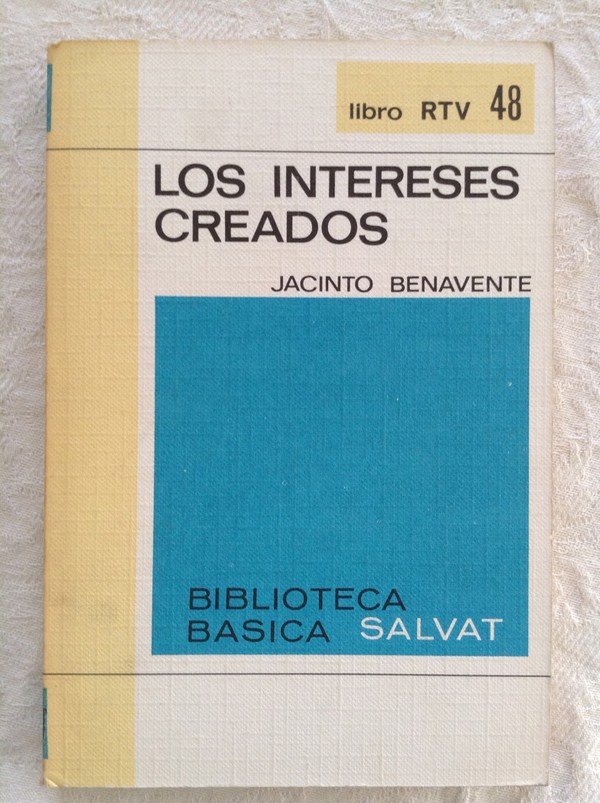 libro RTV 48
LOS INTERESES
CREADOS
JACINTO BENAVENTE
BIBLIOTECA
BASICA SALVAT